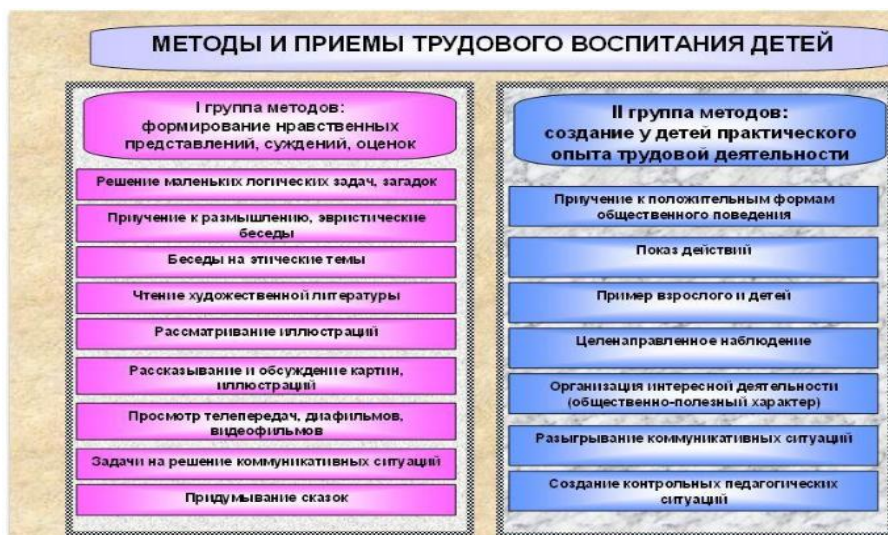 МЕТОДЫ И ПРИЕМЫ ТРУДОВОГО ВОСПИТАНИЯ ДЕТЕЙ
I группа методов:
формирование нравственных
представлений, суждений, оценок
Решение маленьких логических задач, загадок
Приучение к размышлению, эвристические
беседы
Беседы на этические темы
Чтение художественной литературы
Рассматривание иллюстраций
Рассказывание и обсуждение картин,
иллюстраций
Просмотр телепередач, диафильмов,
видеофильмов
Задачи на решение коммуникативных ситуаций
Придумывание сказок
II группа методов:
создание у детей практического
опыта трудовой деятельности
Приучение к положительным формам
общественного поведения
Показ действий
Пример взрослого и детей
Целенаправленное наблюдение
Организация интересной деятельности
(общественно-полезный характер)
Разыгрывание коммуникативных ситуаций
Создание контрольных педагогических
ситуаций